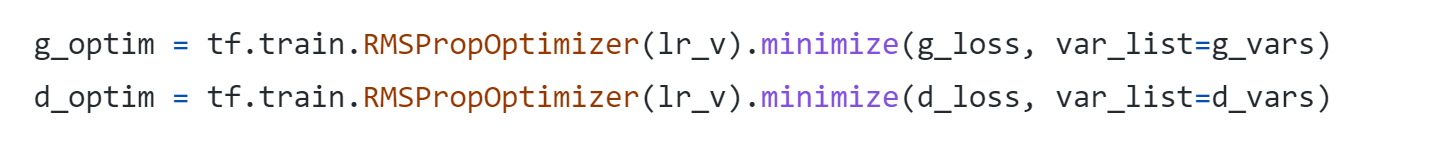 g_optim = tf.train.RMSPropOptimizer(lr_v).minimize(g_loss, var_list=g_vars)
d_optim = tf.train.RMSPropOptimizer(lr_v).minimize(d_loss, var_list=d_vars)